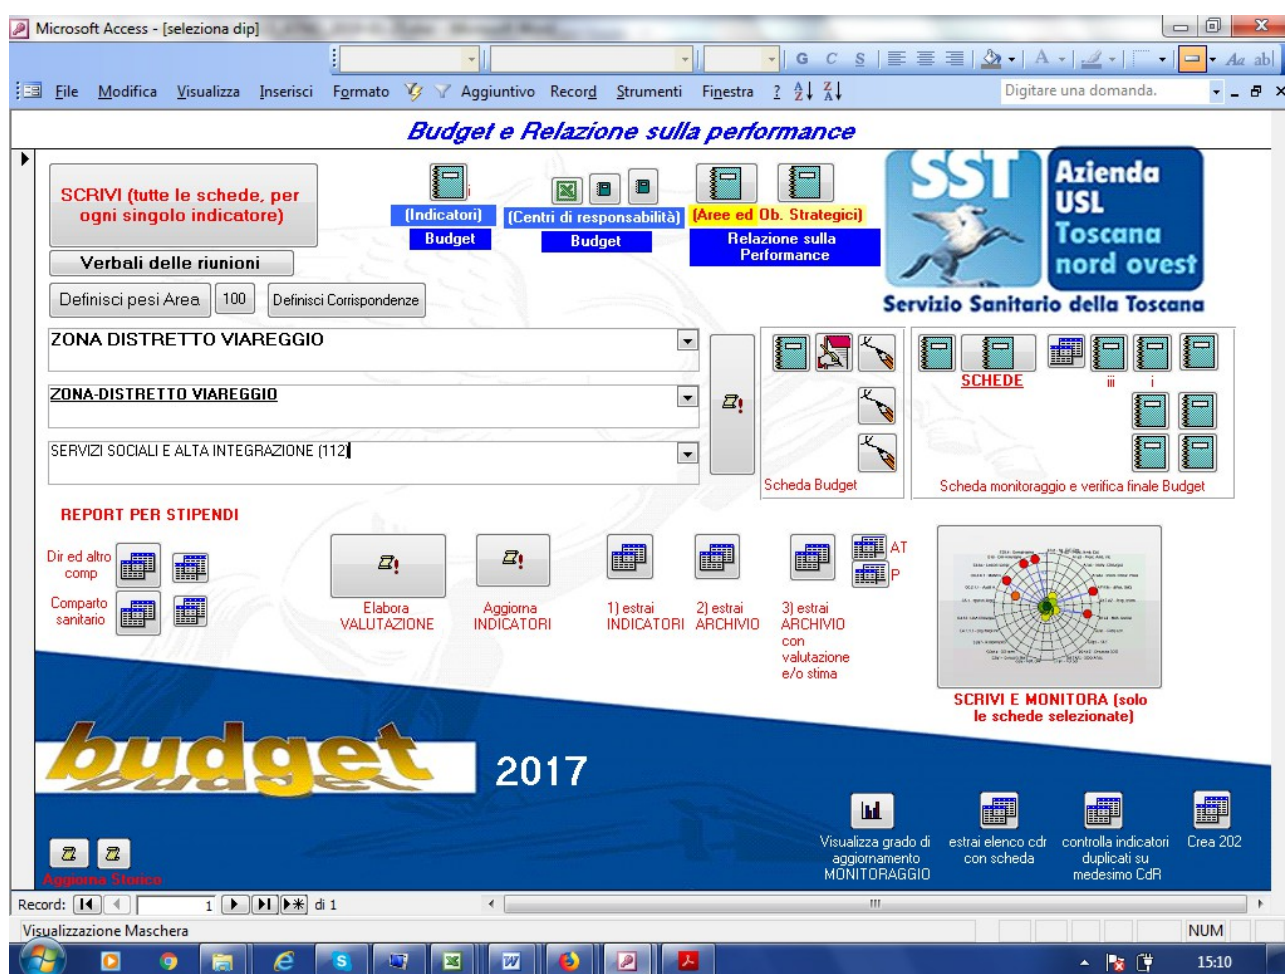 Microsoft Access - [seleziona dip]
G C S
A
Aa ab
File Modifica Visualizza Inserisci Formato Aggiuntivo Record Strumenti Finestra ? Digitare una domanda.
Budget e Relazione sulla performance
SCRIVI (tutte le schede, per
ogni singolo indicatore)
Verbali delle riunioni
Definisci pesi Area 100 Definisci Corrispondenze
i
(Indicatori)
Budget
(Centri di responsabilità)
Budget
(Aree ed Ob. Strategici)
Relazione sulla
Performance
SST
Azienda
USL
Toscana
nord ovest
Servizio Sanitario della Toscana
ZONA DISTRETTO VIAREGGIO
ZONA-DISTRETTO VIAREGGIO
SERVIZI SOCIALI E ALTA INTEGRAZIONE (112)
Scheda Budget
SCHEDE
iii i
Scheda monitoraggio e verifica finale Budget
REPORT PER STIPENDI
Dir ed altro
comp
Comparto
sanitario
Elabora
VALUTAZIONE
Aggiorna
INDICATORI
1) estrai
INDICATORI
2) estrai
ARCHIVIO
3) estrai
ARCHIVIO
con
valutazione
e/o stima
AT
P
SCRIVI E MONITORA (solo
le schede selezionate)
budget
2017
Visualizza grado di
aggiornamento
MONITORAGGIO
estrai elenco cdr
con scheda
controlla indicatori
duplicati su
medesimo CdR
Crea 202
Aggiorna Storico
Record: 1 di 1
Visualizzazione Maschera NUM
15:10